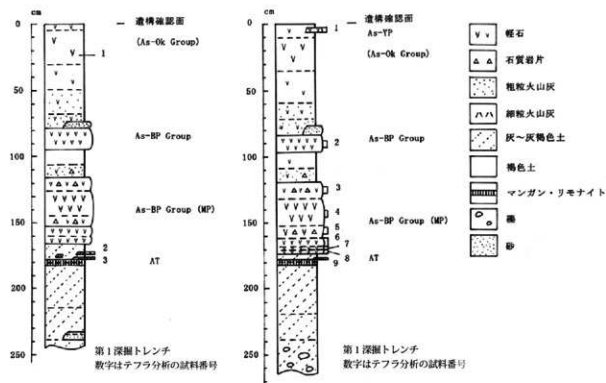 cm
0
50
100
150
200
250
遺構確認面
(As-Ok Group)
1
As-BP Group
As-BP Group (MP)
2
3
AT
第1深掘トレンチ
数字はテフラ分析の試料番号
cm
0
50
100
150
200
250
遺構確認面
1
As-YP
(As-Ok Group)
As-BP Group
2
3
4
5
6
7
8
9
As-BP Group (MP)
AT
第1深掘トレンチ
数字はテフラ分析の試料番号
軽石
石質岩片
粗粒火山灰
細粒火山灰
灰～灰褐色土
褐色土
マンガン・リモナイト
礫
砂